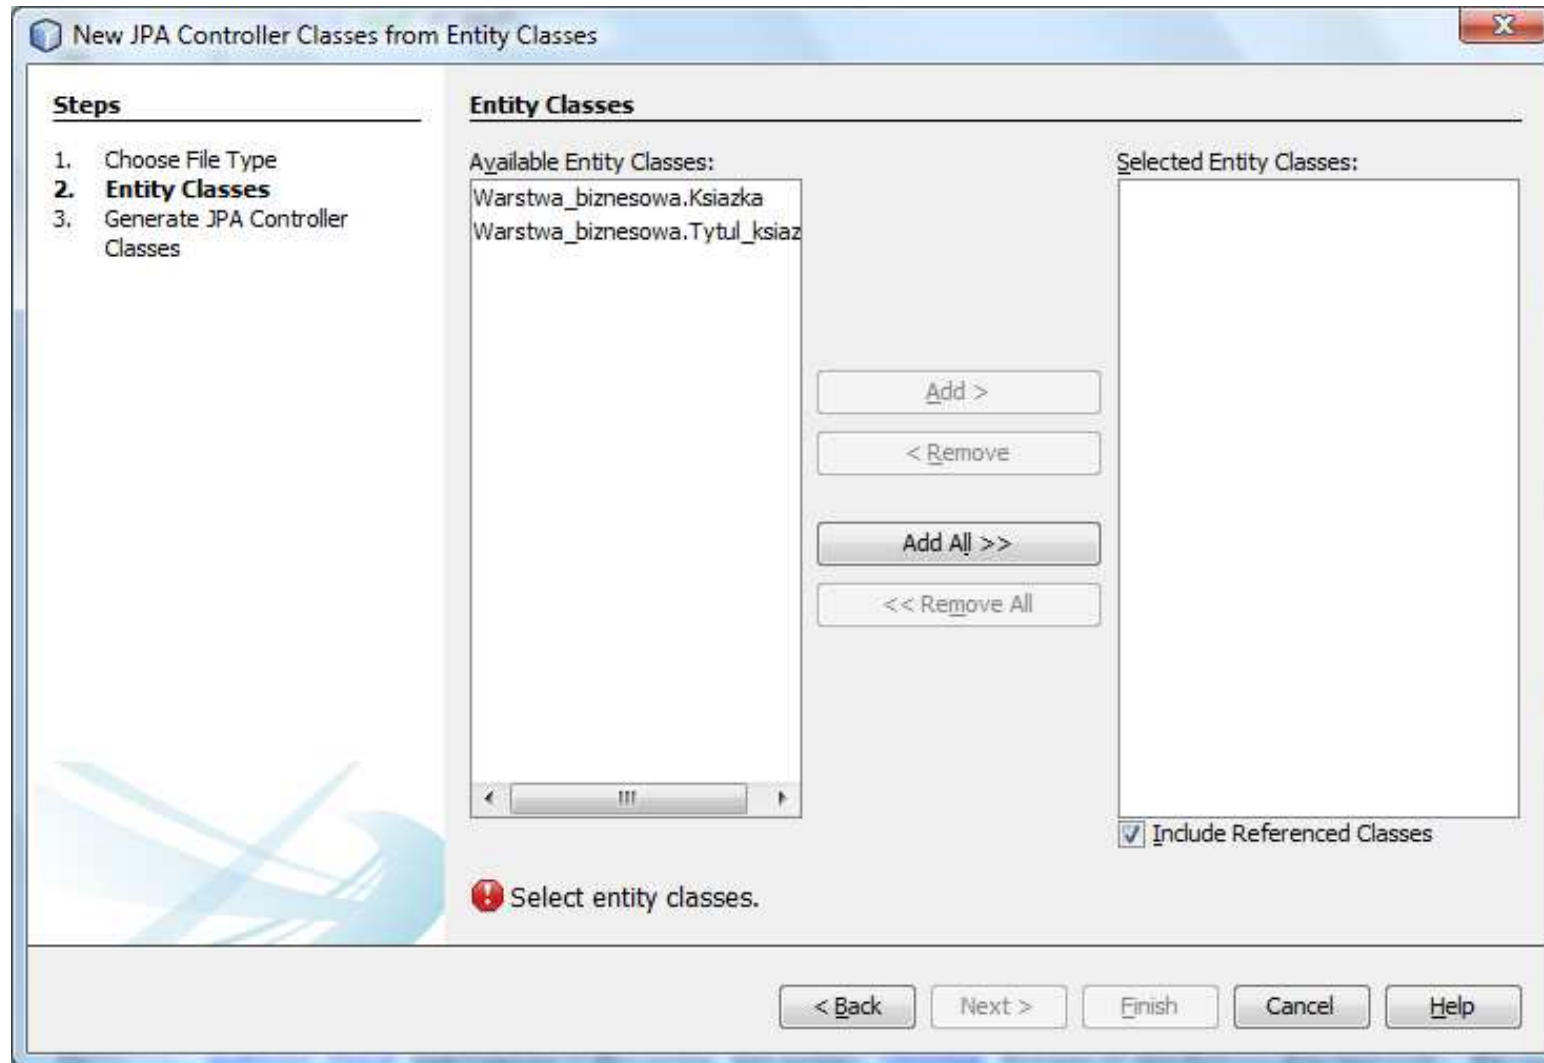 New JPA Controller Classes from Entity Classes
Steps
1. Choose File Type
2. Entity Classes
3. Generate JPA Controller
Classes
Entity Classes
Available Entity Classes:
Warstwa_biznesowa.Ksiazka
Warstwa_biznesowa.Tytul_ksiaz
Add >
< Remove
Add All >>
<< Remove All
Selected Entity Classes:
Include Referenced Classes
Select entity classes.
< Back
Next >
Finish
Cancel
Help